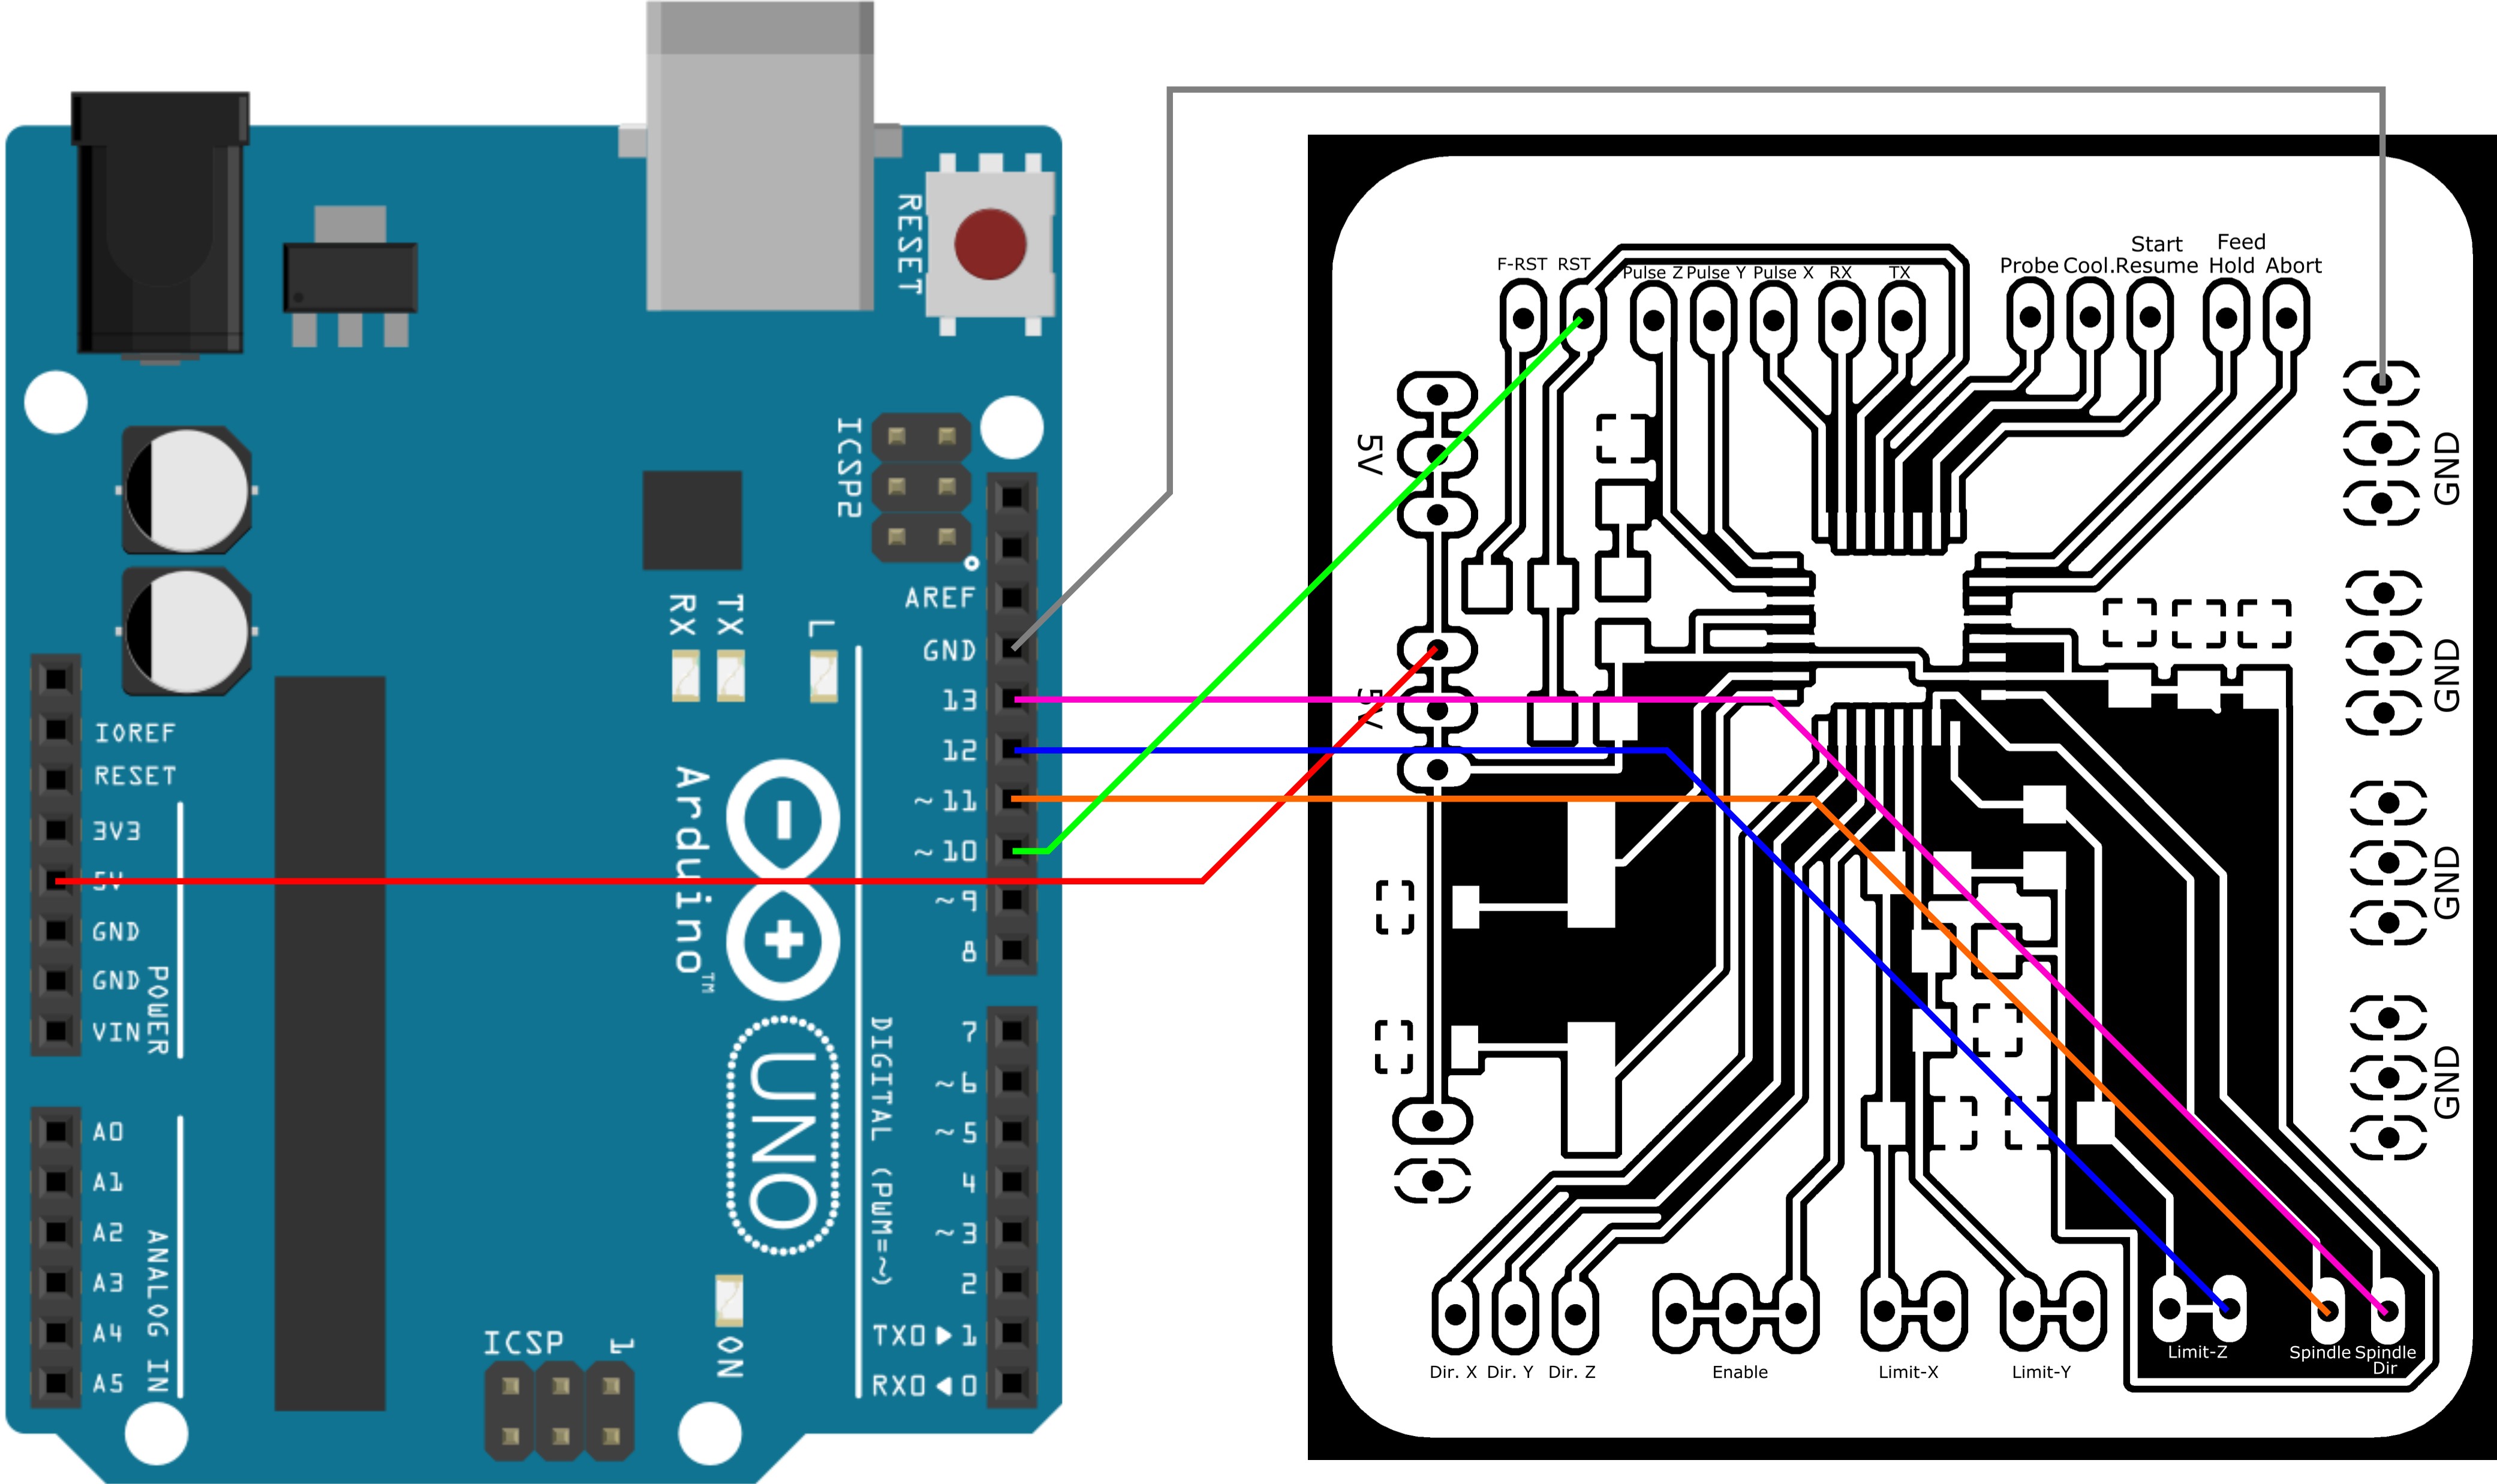 RESET
ICSP2
AREF
GND
13
12
~ 11
~ 10
~ 9
8
RX
TX
L
IOREF
RESET
3V3
5V
GND
GND
VIN
POWER
Arduino™
UNO
7
~ 6
~ 5
4
~ 3
2
TX0 ▶ 1
RX0 ◀ 0
DIGITAL (PWM=~)
A0
A1
A2
A3
A4
A5
ANALOG IN
ICSP
1
ON
F-RST
RST
Pulse Z
Pulse Y
Pulse X
RX
TX
Probe
Cool.
Start
Resume
Feed
Hold
Abort
5V
5V
GND
GND
GND
GND
Dir. X
Dir. Y
Dir. Z
Enable
Limit-X
Limit-Y
Limit-Z
Spindle
Spindle
Dir